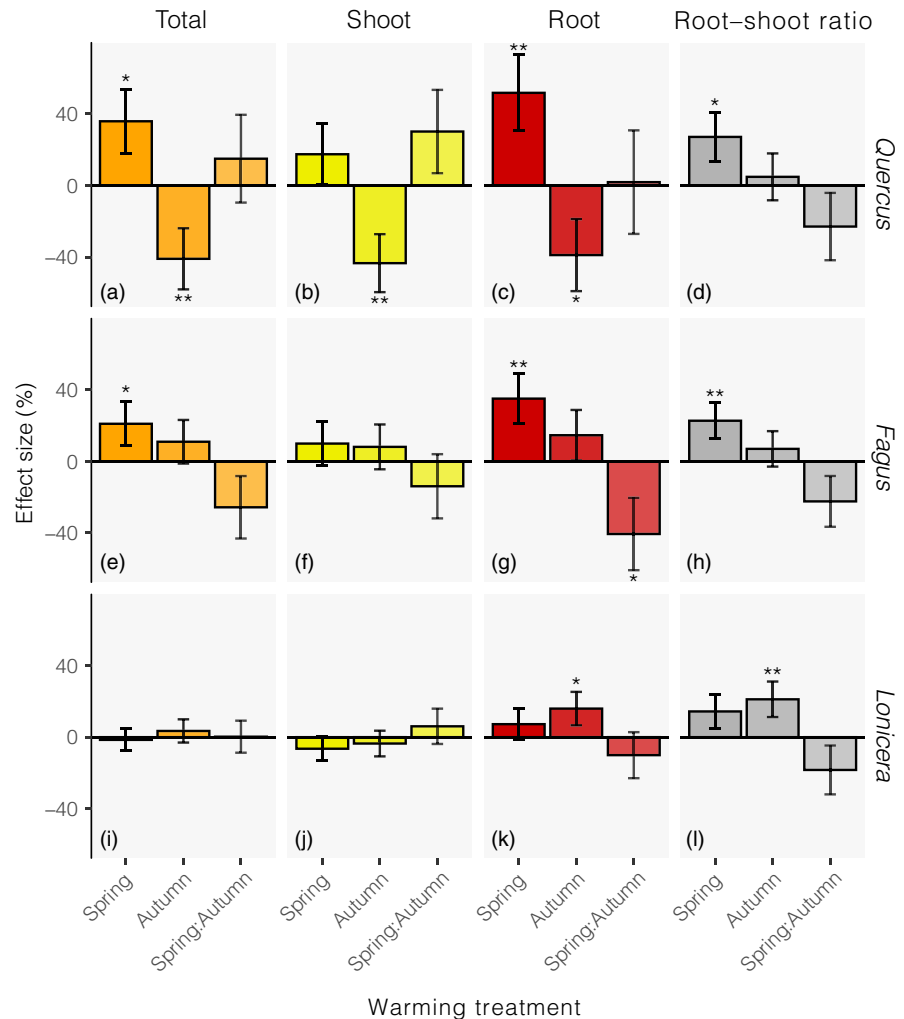 Total Shoot Root Root–shoot ratio
* ** ** * *
40
0
−40
(a) (b) (c) (d)
Quercus
* ** * **
40
0
−40
(e) (f) (g) (h)
Fagus
* **
40
0
−40
(i) (j) (k) (l)
Lonicera
Effect size (%)
Spring Autumn Spring:Autumn Spring Autumn Spring:Autumn Spring Autumn Spring:Autumn Spring Autumn Spring:Autumn
Warming treatment